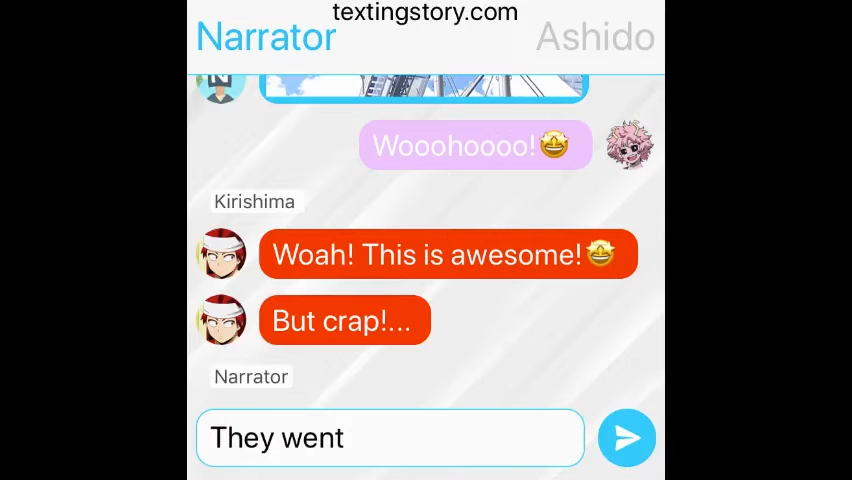 textingstory.com
Narrator Ashido
N
Wooohoooo!🤩
Kirishima
Woah! This is awesome!🤩
But crap!...
Narrator
They went